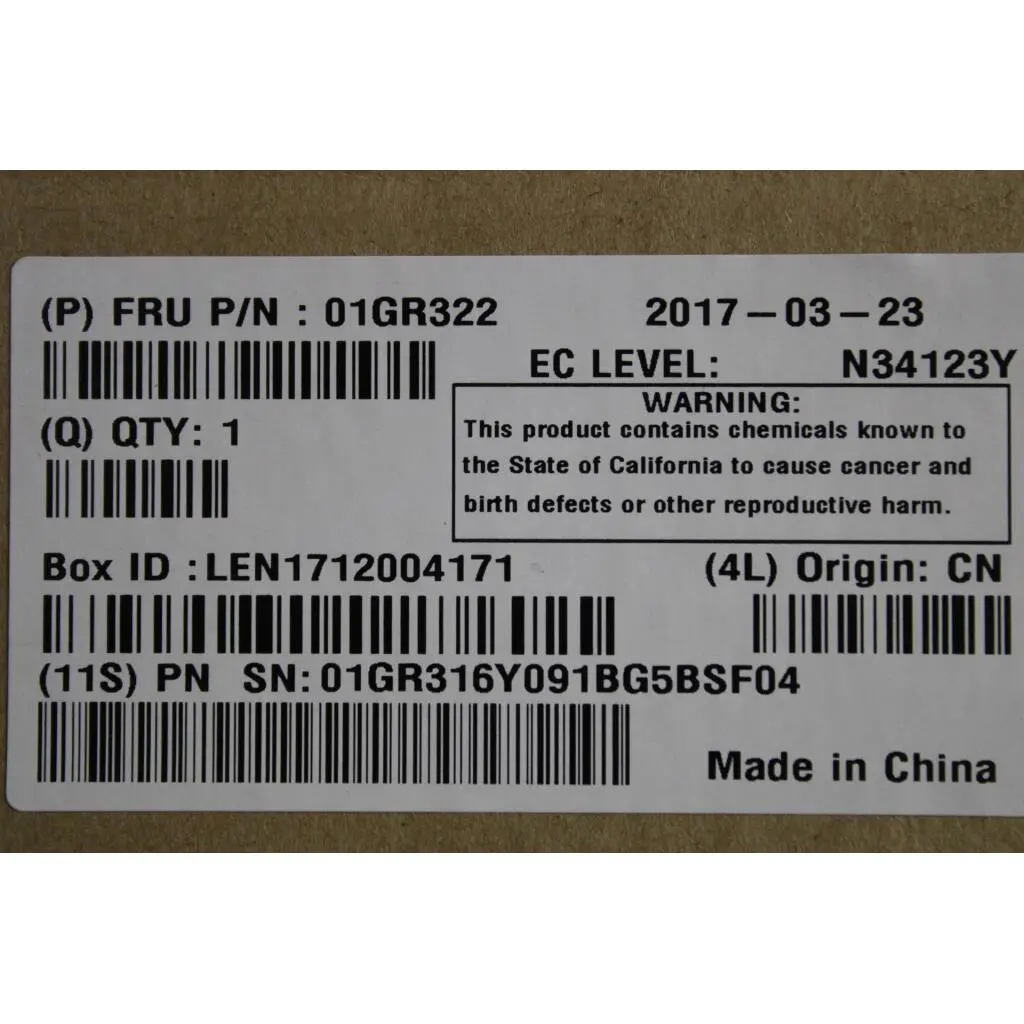 (P) FRU P/N : 01GR322
2017-03-23
EC LEVEL: N34123Y
(Q) QTY: 1
WARNING:
This product contains chemicals known to
the State of California to cause cancer and
birth defects or other reproductive harm.
Box ID :LEN1712004171
(4L) Origin: CN
(11S) PN SN:01GR316Y091BG5BSF04
Made in China